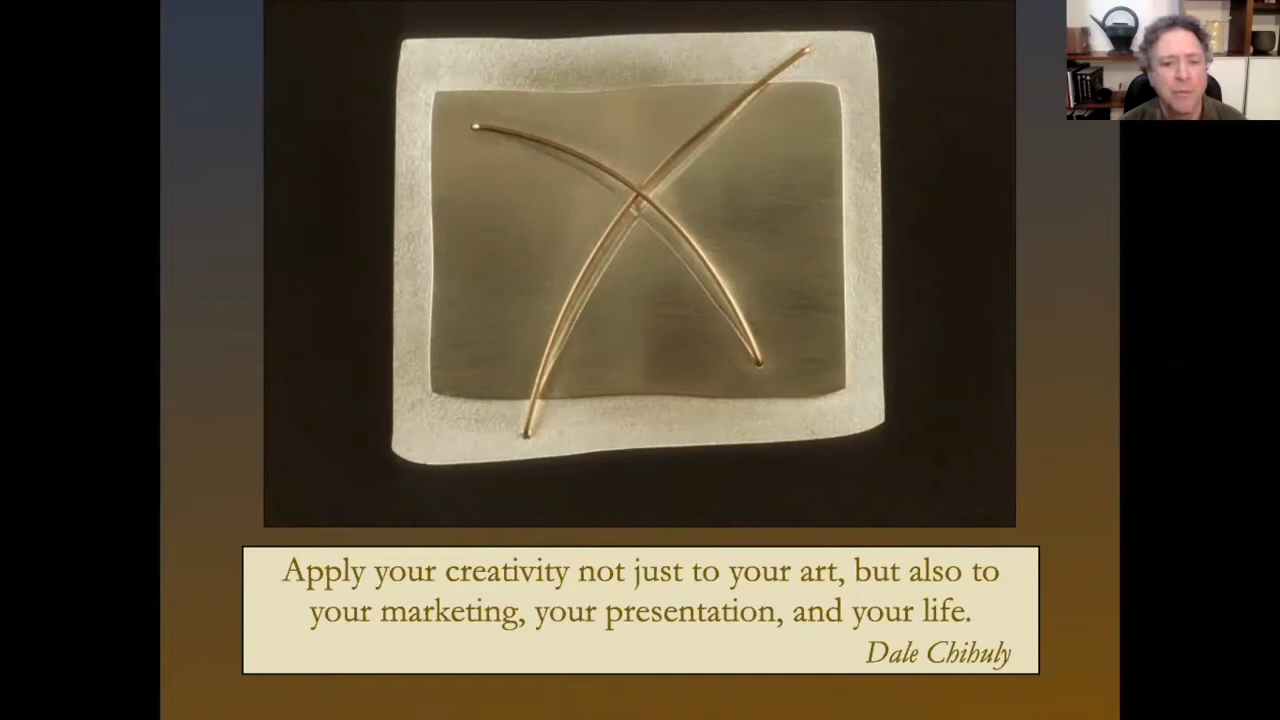 Apply your creativity not just to your art, but also to
your marketing, your presentation, and your life.
Dale Chihuly